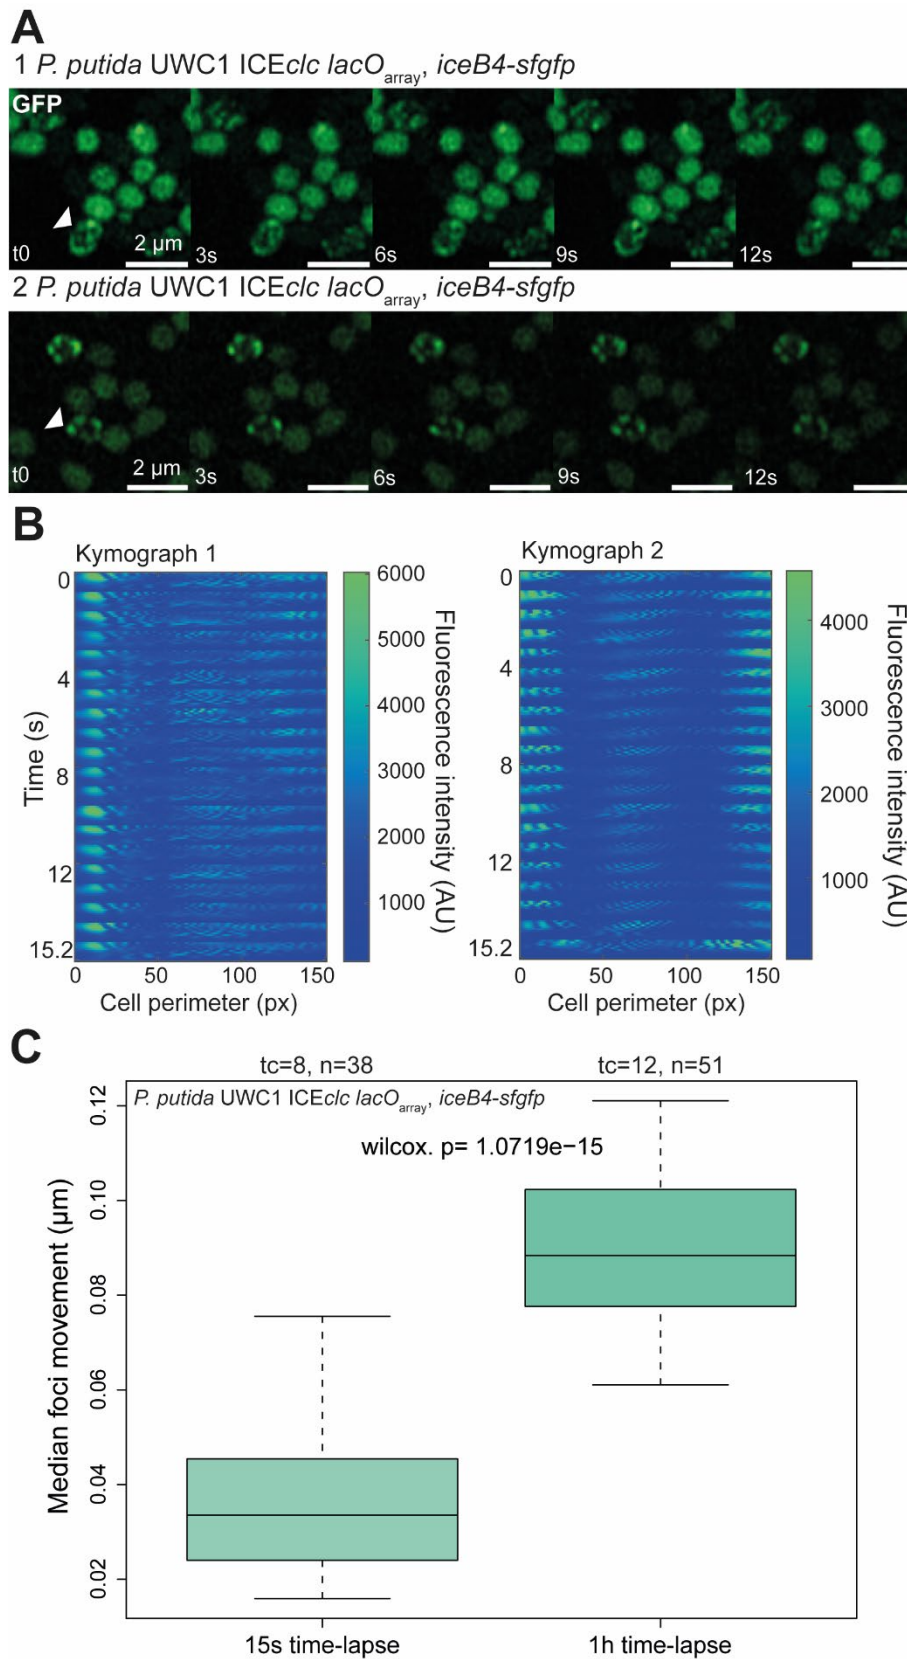 A
1 P. putida UWC1 ICEclc lacOarray, iceB4-sfgfp
GFP
t0
2 µm
3s
6s
9s
12s
2 P. putida UWC1 ICEclc lacOarray, iceB4-sfgfp
t0
2 µm
3s
6s
9s
12s
B
Kymograph 1
0
4
8
12
15.2
Time (s)
0
50
100
150
Cell perimeter (px)
6000
5000
4000
3000
2000
1000
Fluorescence intensity (AU)
Kymograph 2
0
4
8
12
15.2
0
50
100
150
Cell perimeter (px)
4000
3000
2000
1000
Fluorescence intensity (AU)
C
tc=8, n=38
tc=12, n=51
P. putida UWC1 ICEclc lacOarray, iceB4-sfgfp
wilcox. p= 1.0719e−15
Median foci movement (µm)
0.12
0.10
0.08
0.06
0.04
0.02
15s time-lapse
1h time-lapse